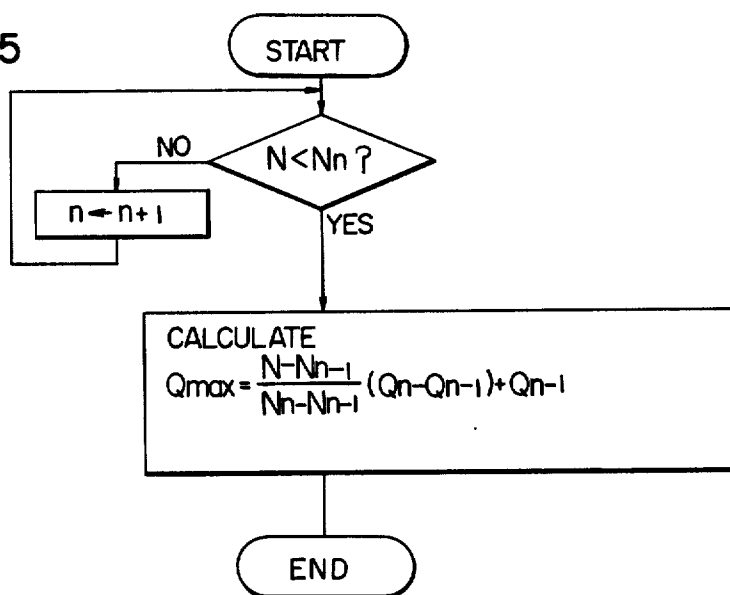 5
START
N<Nn?
NO
n←n+1
YES
CALCULATE
Qmax=N-Nn-1/Nn-Nn-1(Qn-Qn-1)+Qn-1
END